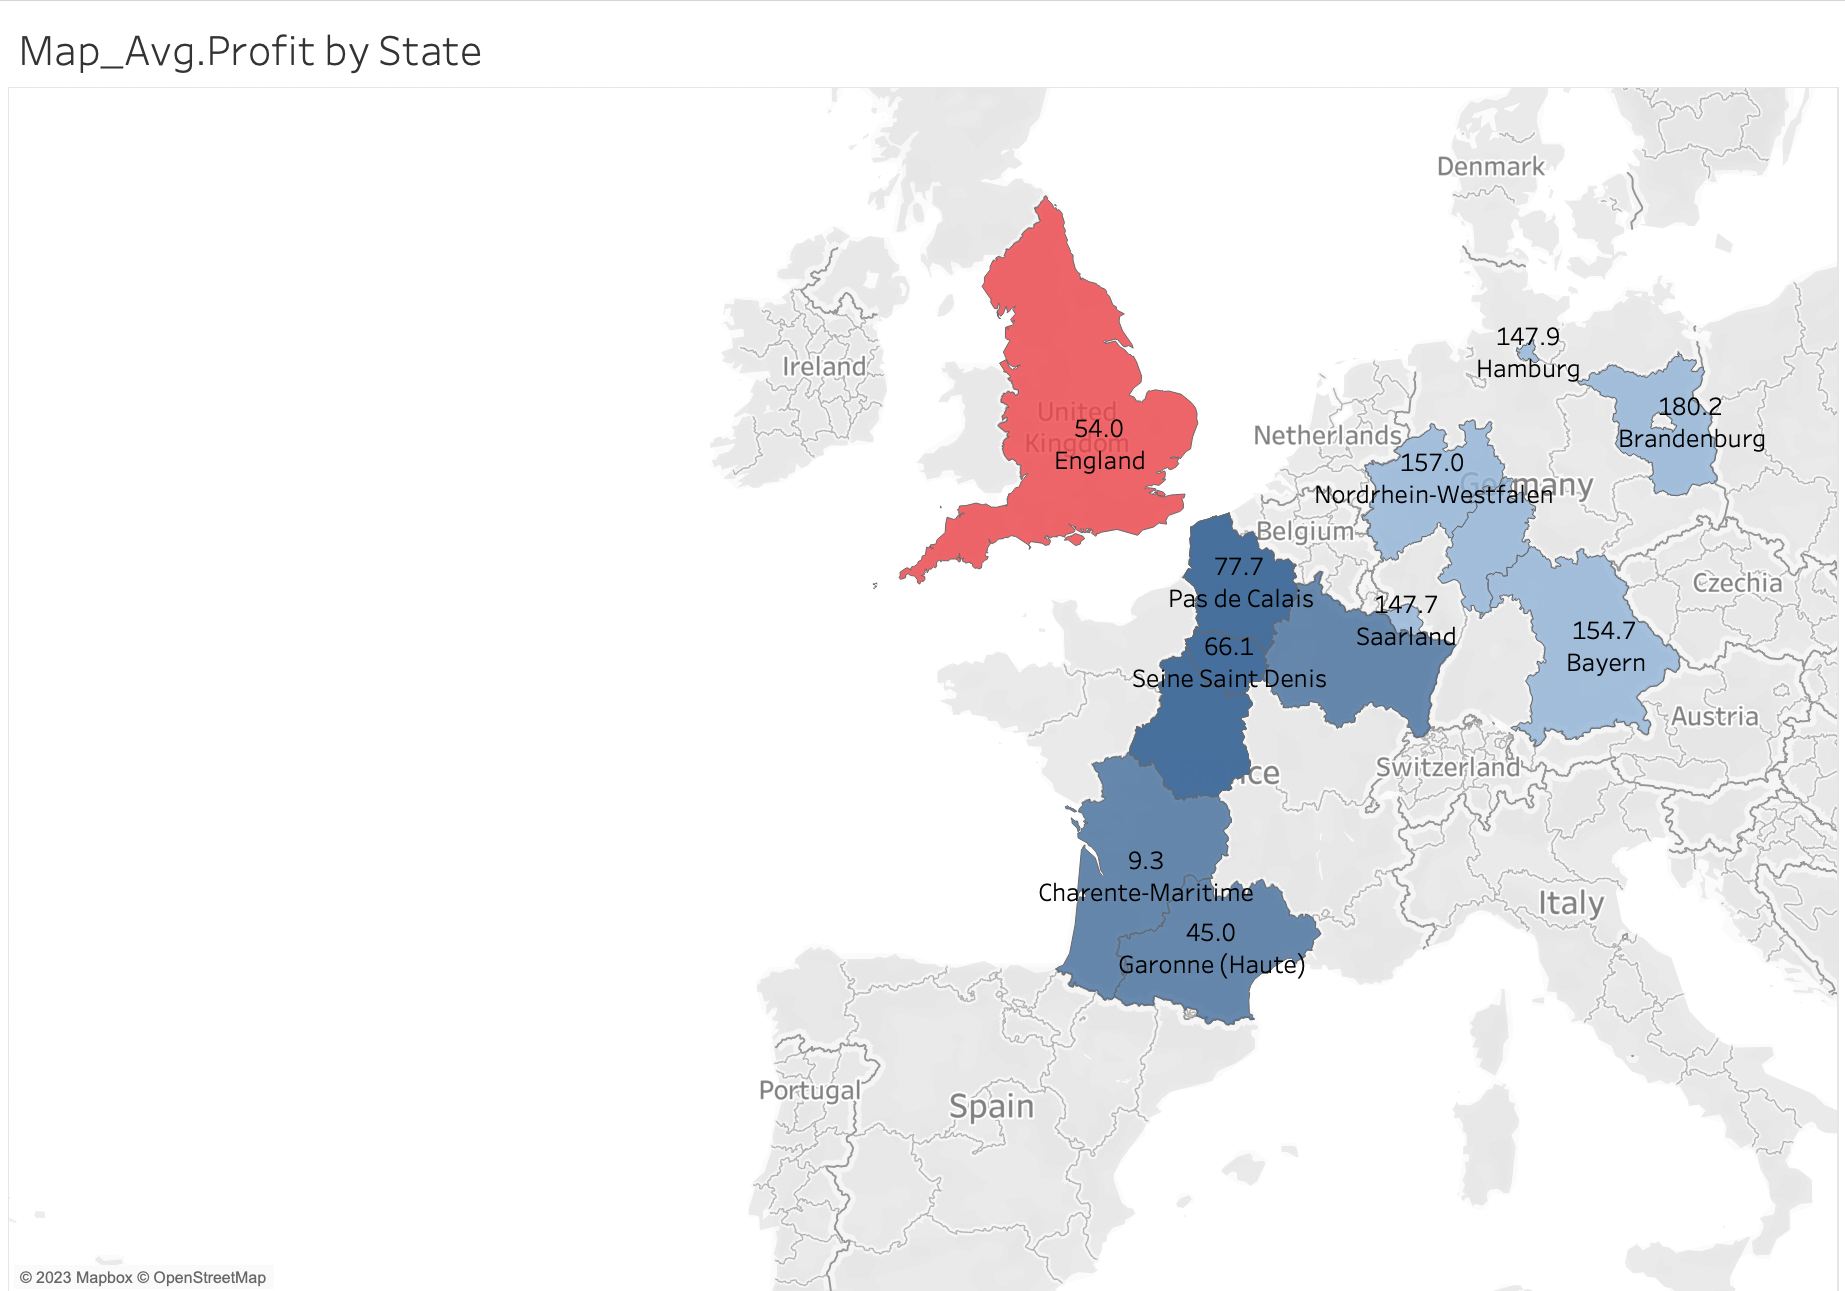 Map_Avg.Profit by State
Denmark
Ireland
United
Kingdom
54.0
England
147.9
Hamburg
180.2
Brandenburg
Netherlands
157.0
Germany
Nordrhein-Westfalen
Belgium
77.7
Pas de Calais
Czechia
147.7
Saarland
154.7
Bayern
66.1
Seine Saint Denis
Austria
Switzerland
ce
9.3
Charente-Maritime
45.0
Garonne (Haute)
Italy
Portugal
Spain
© 2023 Mapbox © OpenStreetMap